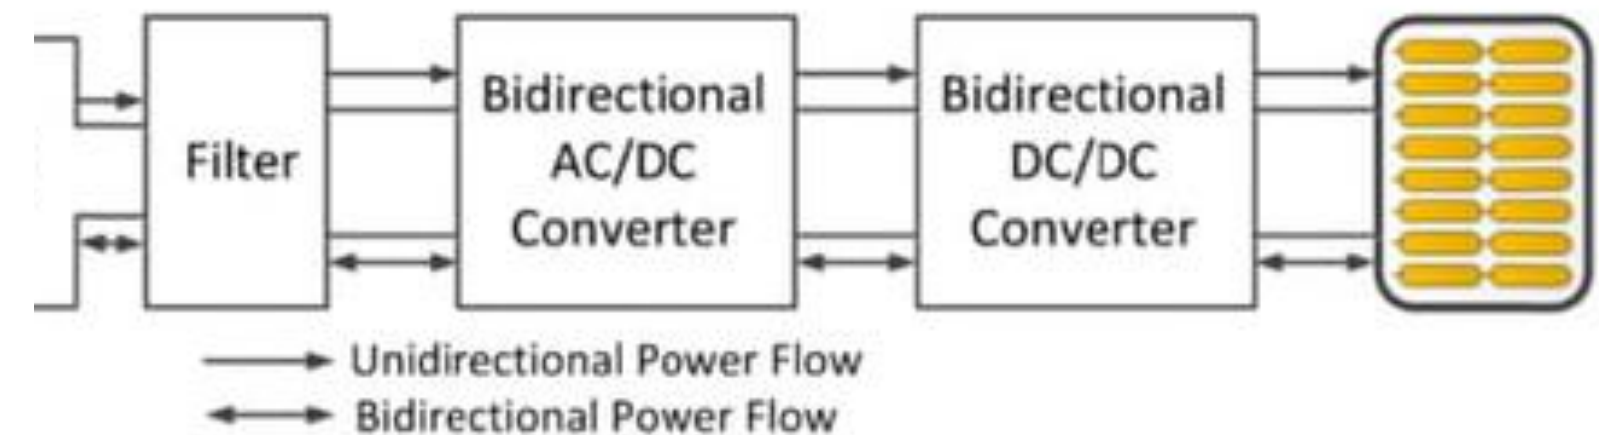 Filter
Bidirectional
AC/DC
Converter
Bidirectional
DC/DC
Converter
Unidirectional Power Flow
Bidirectional Power Flow